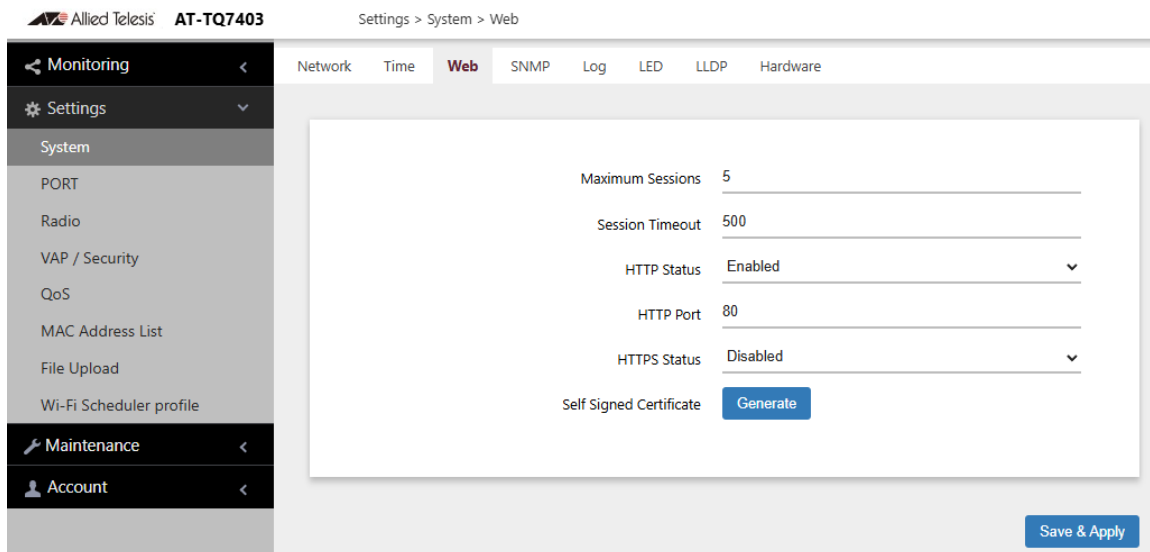 Allied Telesis AT-TQ7403 Settings > System > Web
Monitoring
Network Time Web SNMP Log LED LLDP Hardware
Settings
System
PORT
Radio
VAP / Security
QoS
MAC Address List
File Upload
Wi-Fi Scheduler profile
Maintenance
Account
Maximum Sessions 5
Session Timeout 500
HTTP Status Enabled
HTTP Port 80
HTTPS Status Disabled
Self Signed Certificate Generate
Save & Apply